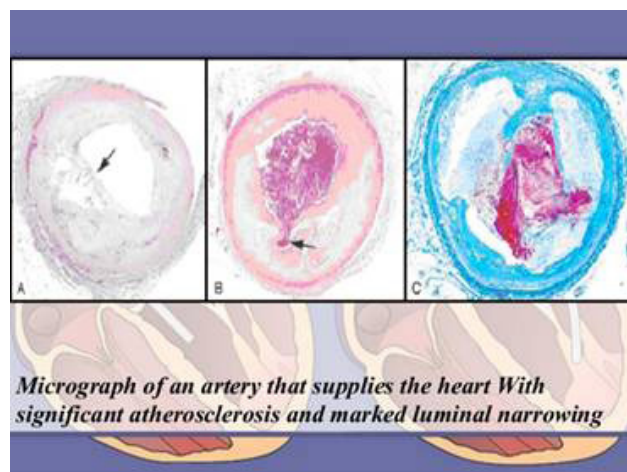 A
B
C
Micrograph of an artery that supplies the heart With
significant atherosclerosis and marked luminal narrowing